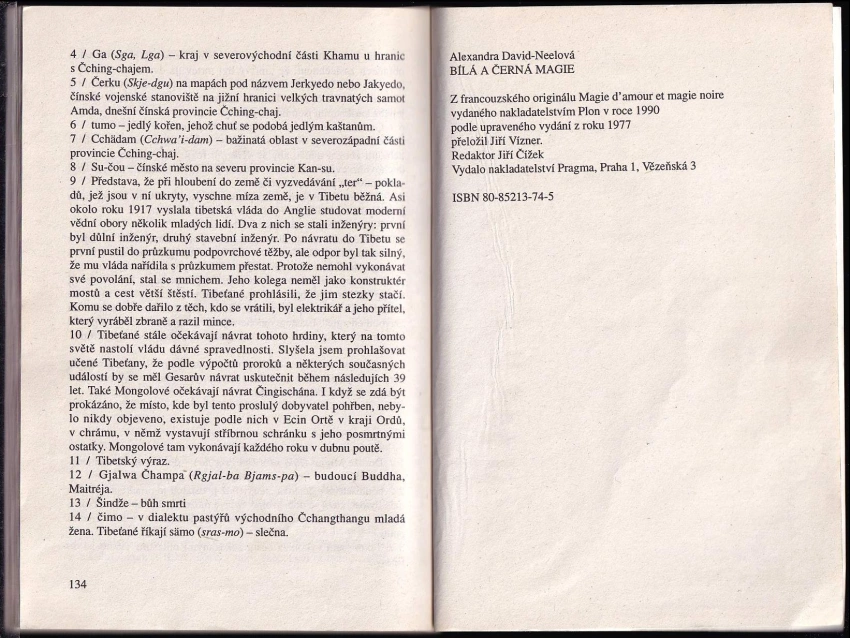 4 / Ga (Sga, Lga) – kraj v severovýchodní části Khamu u hranic
s Čching-chajem.
5 / Čerku (Skje-dgu) na mapách pod názvem Jerkyedo nebo Jakyedo,
čínské vojenské stanoviště na jižní hranici velkých travnatých samot
Amda, dnešní čínská provincie Čching-chaj.
6 / tumo – jedlý kořen, jehož chuť se podobá jedlým kaštanům.
7 / Cchädam (Cchwa'i-dam) – bažinatá oblast v severozápadní části
provincie Čching-chaj.
8 / Su-čou – čínské město na severu provincie Kan-su.
9 / Představa, že při hloubení do země či vyzvedávání „ter" – pokla-
dů, jež jsou v ní ukryty, vyschne míza země, je v Tibetu běžná. Asi
okolo roku 1917 vyslala tibetská vláda do Anglie studovat moderní
vědní obory několik mladých lidí. Dva z nich se stali inženýry: první
byl důlní inženýr, druhý stavební inženýr. Po návratu do Tibetu se
první pustil do průzkumu podpovrchové těžby, ale odpor byl tak silný,
že mu vláda nařídila s průzkumem přestat. Protože nemohl vykonávat
své povolání, stal se mnichem. Jeho kolega neměl jako konstruktér
mostů a cest větší štěstí. Tibeťané prohlásili, že jim stezky stačí.
Komu se dobře dařilo z těch, kdo se vrátili, byl elektrikář a jeho přítel,
který vyráběl zbraně a razil mince.
10 / Tibeťané stále očekávají návrat tohoto hrdiny, který na tomto
světě nastolí vládu dávné spravedlnosti. Slyšela jsem prohlašovat
učené Tibeťany, že podle výpočtů proroků a některých současných
událostí by se měl Gesarův návrat uskutečnit během následujících 39
let. Také Mongolové očekávají návrat Čingischána. I když se zdá být
prokázáno, že místo, kde byl tento proslulý dobyvatel pohřben, neby-
lo nikdy objeveno, existuje podle nich v Ecin Ortě v kraji Ordů,
v chrámu, v němž vystavují stříbrnou schránku s jeho posmrtnými
ostatky. Mongolové tam vykonávají každého roku v dubnu poutě.
11 / Tibetský výraz.
12 / Gjalwa Čhampa (Rgjal-ba Bjams-pa) – budoucí Buddha,
Maitréja.
13 / Šindže – bůh smrti
14 / čimo – v dialektu pastýřů východního Čchangthangu mladá
žena. Tibeťané říkají sämo (sras-mo) – slečna.
134
Alexandra David-Neelová
BÍLÁ A ČERNÁ MAGIE
Z francouzského originálu Magie d'amour et magie noire
vydaného nakladatelstvím Plon v roce 1990
podle upraveného vydání z roku 1977
přeložil Jiří Vízner.
Redaktor Jiří Čížek
Vydalo nakladatelství Pragma, Praha 1, Vězeňská 3
ISBN 80-85213-74-5